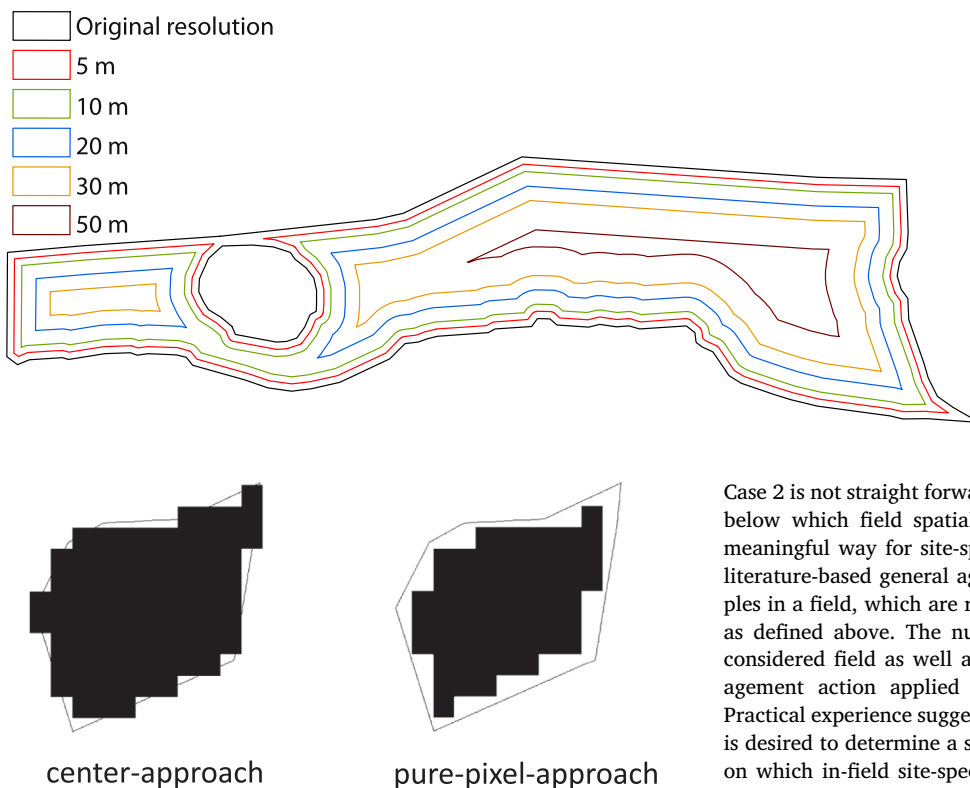 Original resolution
5 m
10 m
20 m
30 m
50 m
center-approach
pure-pixel-approach
Case 2 is not straight forwa
below which field spatial
meaningful way for site-sp
literature-based general ag
ples in a field, which are r
as defined above. The nu
considered field as well a
agement action applied
Practical experience sugge
is desired to determine a s
on which in-field site-spec